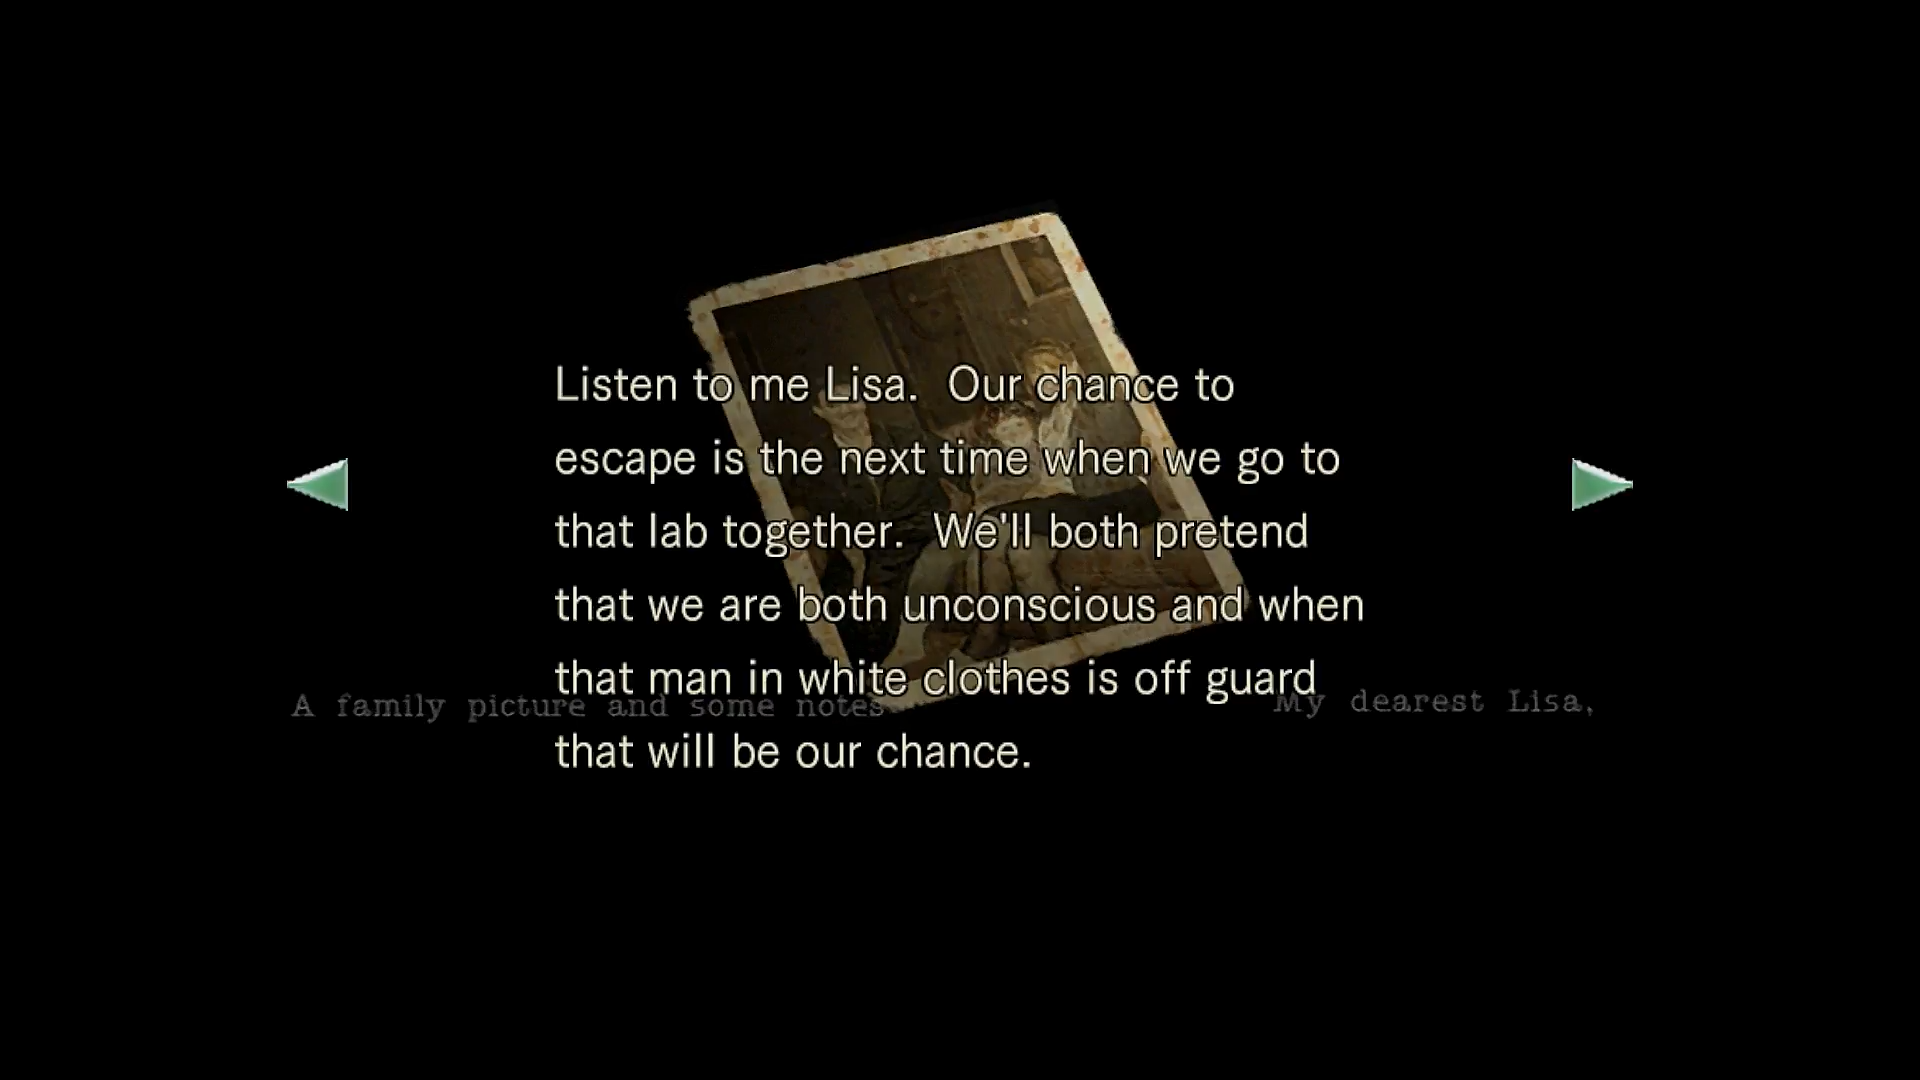 Listen to me Lisa.  Our chance to
escape is the next time when we go to
that lab together.  We'll both pretend
that we are both unconscious and when
that man in white clothes is off guard
that will be our chance.
A family picture and some notes
My dearest Lisa,